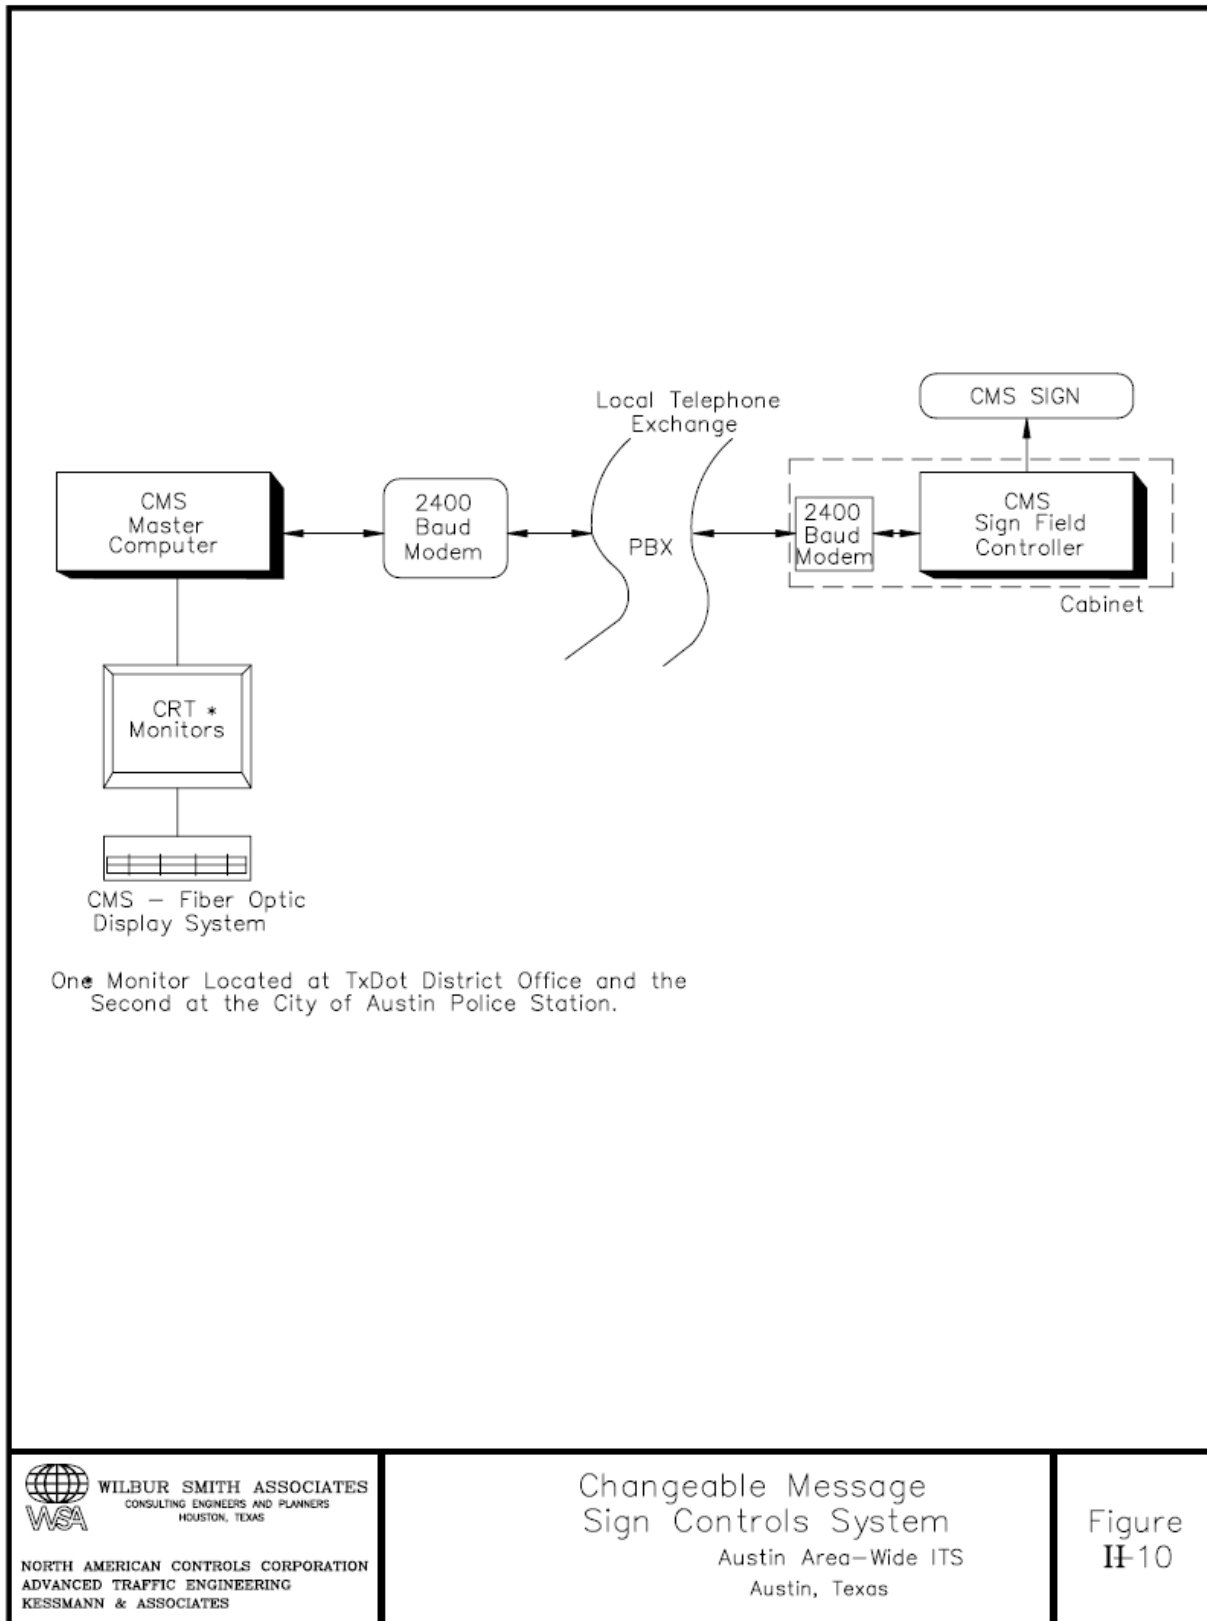 Local Telephone
Exchange
CMS SIGN
CMS
Master
Computer
2400
Baud
Modem
PBX
2400
Baud
Modem
CMS
Sign Field
Controller
Cabinet
CRT *
Monitors
CMS – Fiber Optic
Display System
One Monitor Located at TxDot District Office and the
Second at the City of Austin Police Station.
WSA
WILBUR SMITH ASSOCIATES
CONSULTING ENGINEERS AND PLANNERS
HOUSTON, TEXAS
NORTH AMERICAN CONTROLS CORPORATION
ADVANCED TRAFFIC ENGINEERING
KESSMANN & ASSOCIATES
Changeable Message
Sign Controls System
Austin Area–Wide ITS
Austin, Texas
Figure
II-10